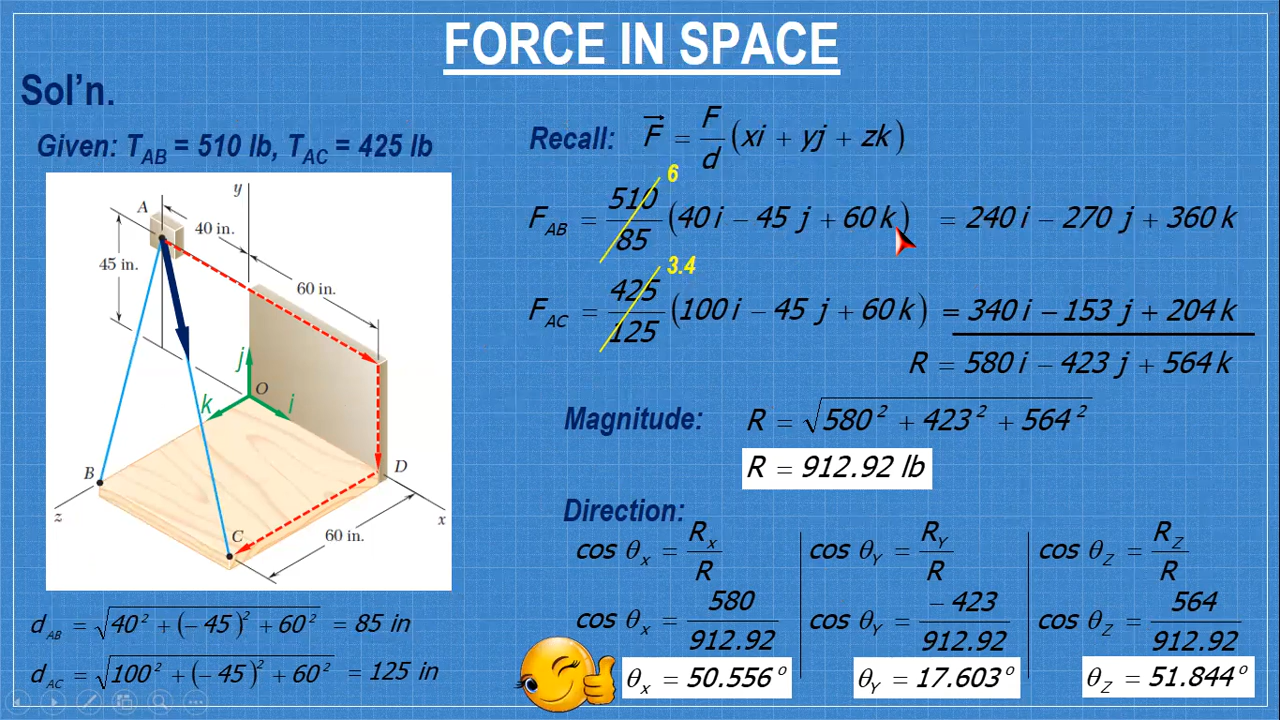 FORCE IN SPACE
Sol'n.
Given: T_AB = 510 lb, T_AC = 425 lb
y
A
40 in.
45 in.
60 in.
j
O
k
i
B
D
z
x
C
60 in.
d_AB = √(40² + (−45)² + 60²) = 85 in
d_AC = √(100² + (−45)² + 60²) = 125 in
Recall: F⃗ = F/d (xi + yj + zk)
6
F_AB = 510/85 (40i − 45j + 60k) = 240i − 270j + 360k
3.4
F_AC = 425/125 (100i − 45j + 60k) = 340i − 153j + 204k
R = 580i − 423j + 564k
Magnitude: R = √(580² + 423² + 564²)
R = 912.92 lb
Direction:
cos θ_x = R_x/R
cos θ_x = 580/912.92
θ_x = 50.556°
cos θ_Y = R_Y/R
cos θ_Y = −423/912.92
θ_Y = 17.603°
cos θ_Z = R_Z/R
cos θ_Z = 564/912.92
θ_Z = 51.844°